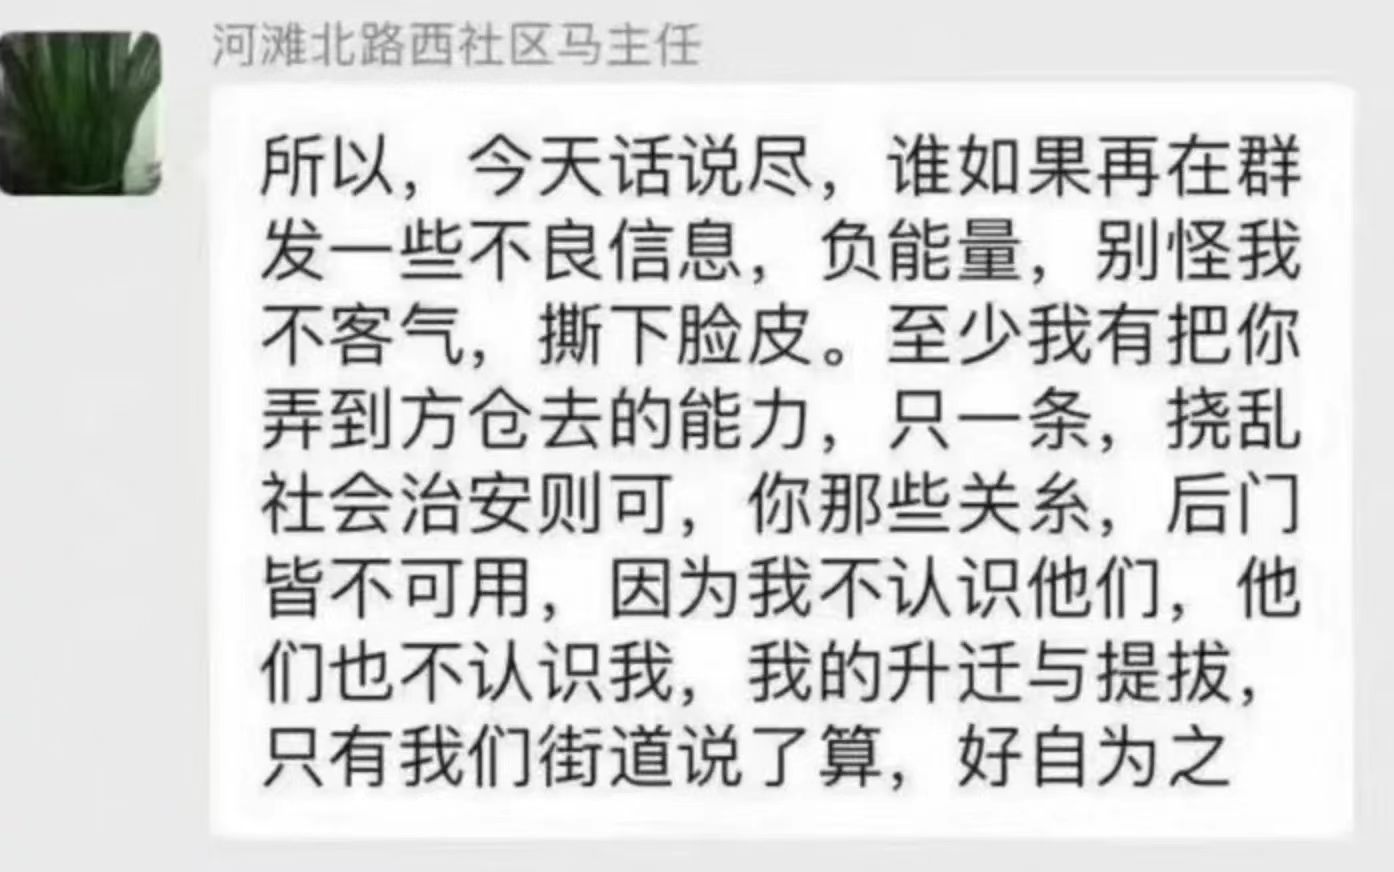 河滩北路西社区马主任
所以，今天话说尽，谁如果再在群
发一些不良信息，负能量，别怪我
不客气，撕下脸皮。至少我有把你
弄到方仓去的能力，只一条，挠乱
社会治安则可，你那些关糸，后门
皆不可用，因为我不认识他们，他
们也不认识我，我的升迁与提拔，
只有我们街道说了算，好自为之